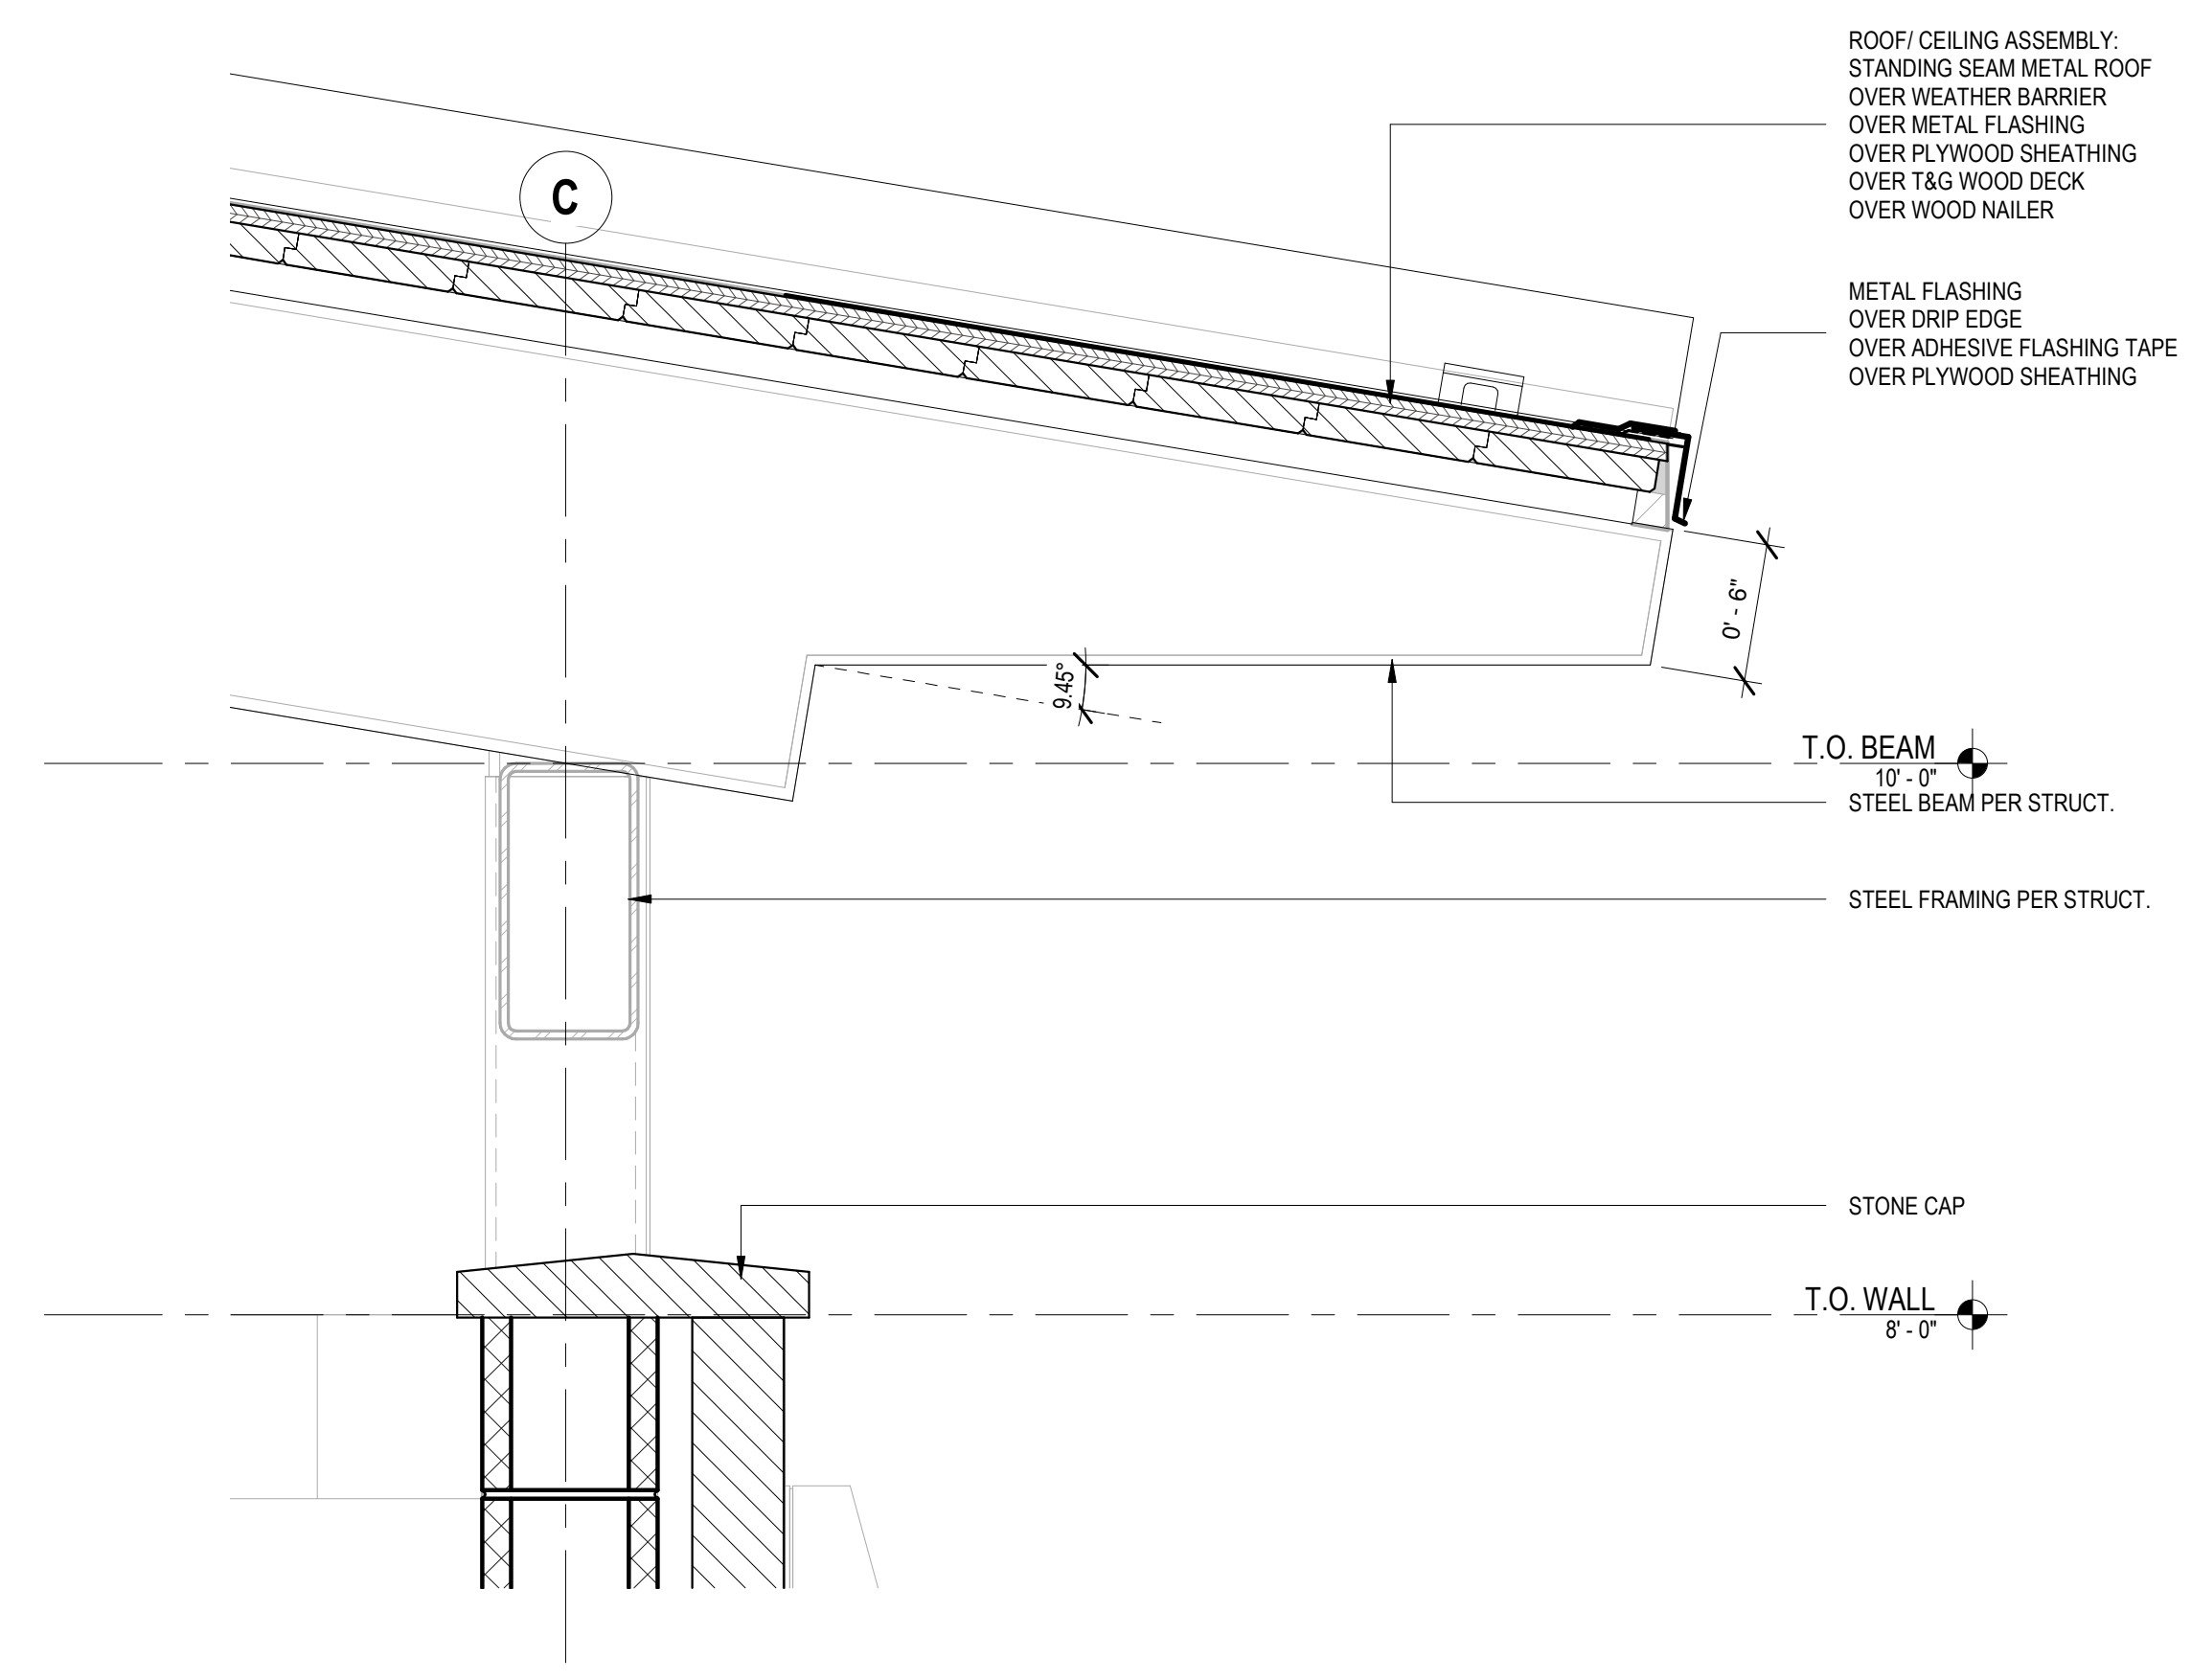 ROOF/ CEILING ASSEMBLY:
STANDING SEAM METAL ROOF
OVER WEATHER BARRIER
OVER METAL FLASHING
OVER PLYWOOD SHEATHING
OVER T&G WOOD DECK
OVER WOOD NAILER
C
METAL FLASHING
OVER DRIP EDGE
OVER ADHESIVE FLASHING TAPE
OVER PLYWOOD SHEATHING
0' - 6"
9.45°
T.O. BEAM
10' - 0"
STEEL BEAM PER STRUCT.
STEEL FRAMING PER STRUCT.
STONE CAP
T.O. WALL
8' - 0"